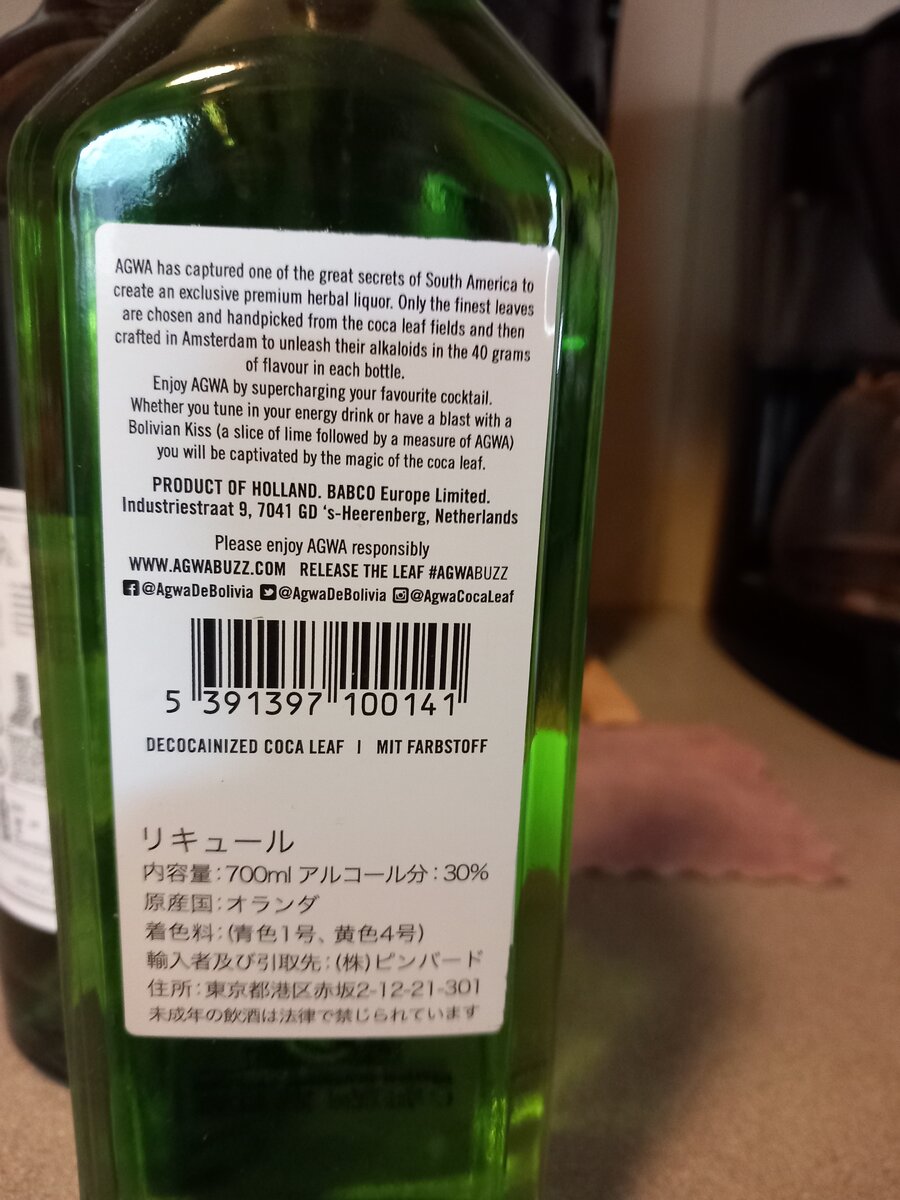 AGWA has captured one of the great secrets of South America to
create an exclusive premium herbal liquor. Only the finest leaves
are chosen and handpicked from the coca leaf fields and then
crafted in Amsterdam to unleash their alkaloids in the 40 grams
of flavour in each bottle.
Enjoy AGWA by supercharging your favourite cocktail.
Whether you tune in your energy drink or have a blast with a
Bolivian Kiss (a slice of lime followed by a measure of AGWA)
you will be captivated by the magic of the coca leaf.
PRODUCT OF HOLLAND. BABCO Europe Limited.
Industriestraat 9, 7041 GD ‘s-Heerenberg, Netherlands
Please enjoy AGWA responsibly
WWW.AGWABUZZ.COM RELEASE THE LEAF #AGWABUZZ
@AgwaDeBolivia @AgwaDeBolivia @AgwaCocaLeaf
5 391397 100141
DECOCAINIZED COCA LEAF | MIT FARBSTOFF
リキュール
内容量:700ml アルコール分:30%
原産国:オランダ
着色料:(青色1号、黄色4号)
輸入者及び引取先:(株)ピンバード
住所:東京都港区赤坂2-12-21-301
未成年の飲酒は法律で禁じられています